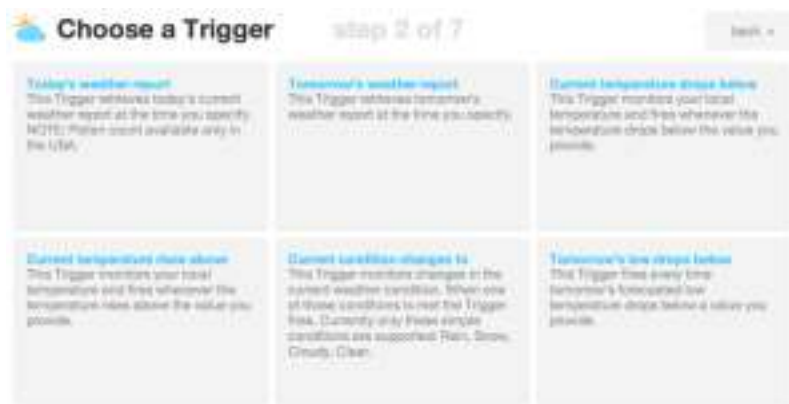 Choose a Trigger
step 2 of 7
back
Today's weather report
This Trigger retrieves today's current
weather report at the time you specify.
NOTE: Pollen count available only in
the USA.
Tomorrow's weather report
This Trigger retrieves tomorrow's
weather report at the time you specify.
Current temperature drops below
This Trigger monitors your local
temperature and fires whenever the
temperature drops below the value you
provide.
Current temperature rises above
This Trigger monitors your local
temperature and fires whenever the
temperature rises above the value you
provide.
Current condition changes to
This Trigger monitors changes in the
current weather condition. When one
of those conditions is met the Trigger
fires. Currently only these simple
conditions are supported: Rain, Snow,
Cloudy, Clear.
Tomorrow's low drops below
This Trigger fires every time
tomorrow's forecasted low
temperature drops below a value you
provide.